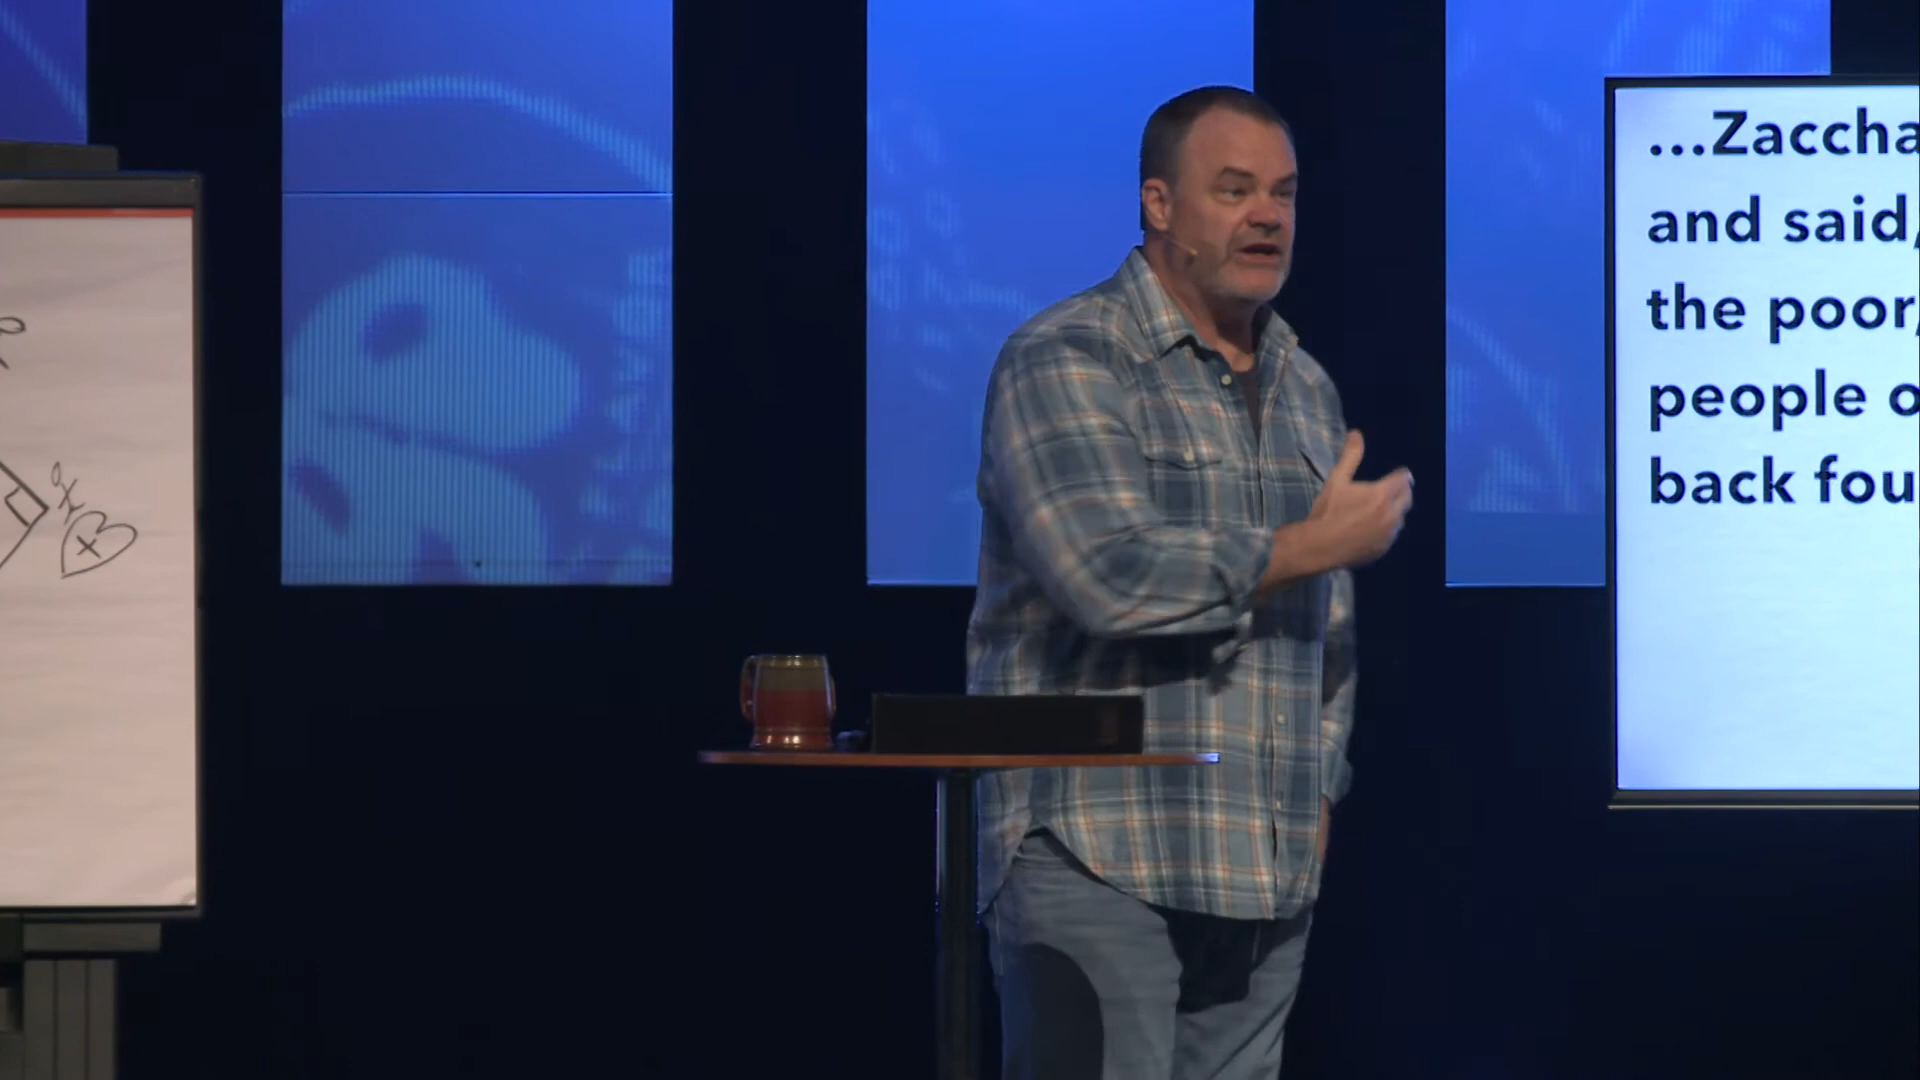 ...Zaccha
and said,
the poor,
people o
back fou